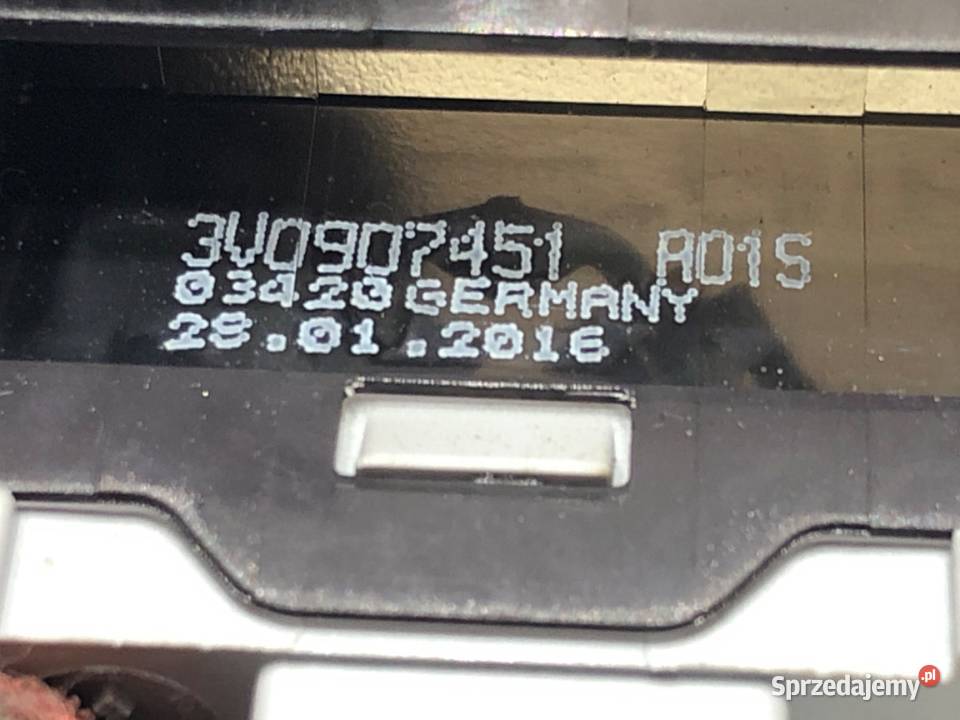 3V0907451 A01S
03420 GERMANY
28.01.2016
Sprzedajemy.pl